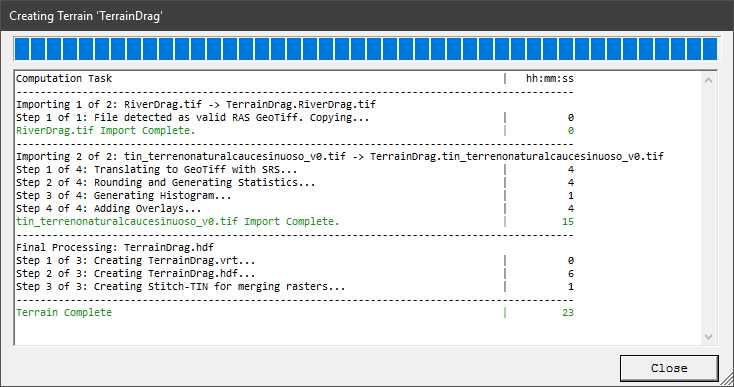 Creating Terrain 'TerrainDrag'
Computation Task | hh:mm:ss
Importing 1 of 2: RiverDrag.tif -> TerrainDrag.RiverDrag.tif
Step 1 of 1: File detected as valid RAS GeoTiff. Copying... | 0
RiverDrag.tif Import Complete. | 0
Importing 2 of 2: tin_terrenonaturalcaucesinuoso_v0.tif -> TerrainDrag.tin_terrenonaturalcaucesinuoso_v0.tif
Step 1 of 4: Translating to GeoTiff with SRS... | 4
Step 2 of 4: Rounding and Generating Statistics... | 4
Step 3 of 4: Generating Histogram... | 1
Step 4 of 4: Adding Overlays... | 4
tin_terrenonaturalcaucesinuoso_v0.tif Import Complete. | 15
Final Processing: TerrainDrag.hdf
Step 1 of 3: Creating TerrainDrag.vrt... | 0
Step 2 of 3: Creating TerrainDrag.hdf... | 6
Step 3 of 3: Creating Stitch-TIN for merging rasters... | 1
Terrain Complete | 23
Close